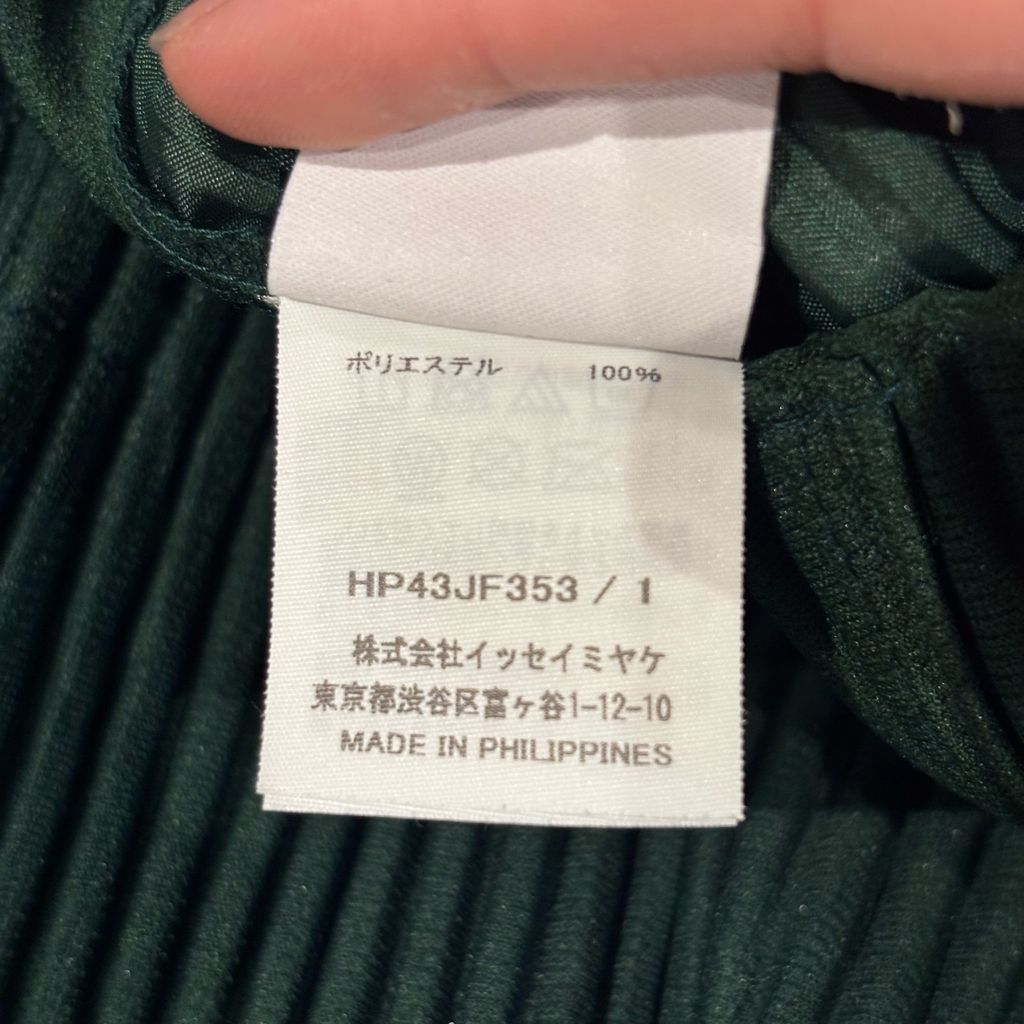 ポリエステル 100%
HP43JF353 / 1
株式会社イッセイミヤケ
東京都渋谷区富ヶ谷1-12-10
MADE IN PHILIPPINES